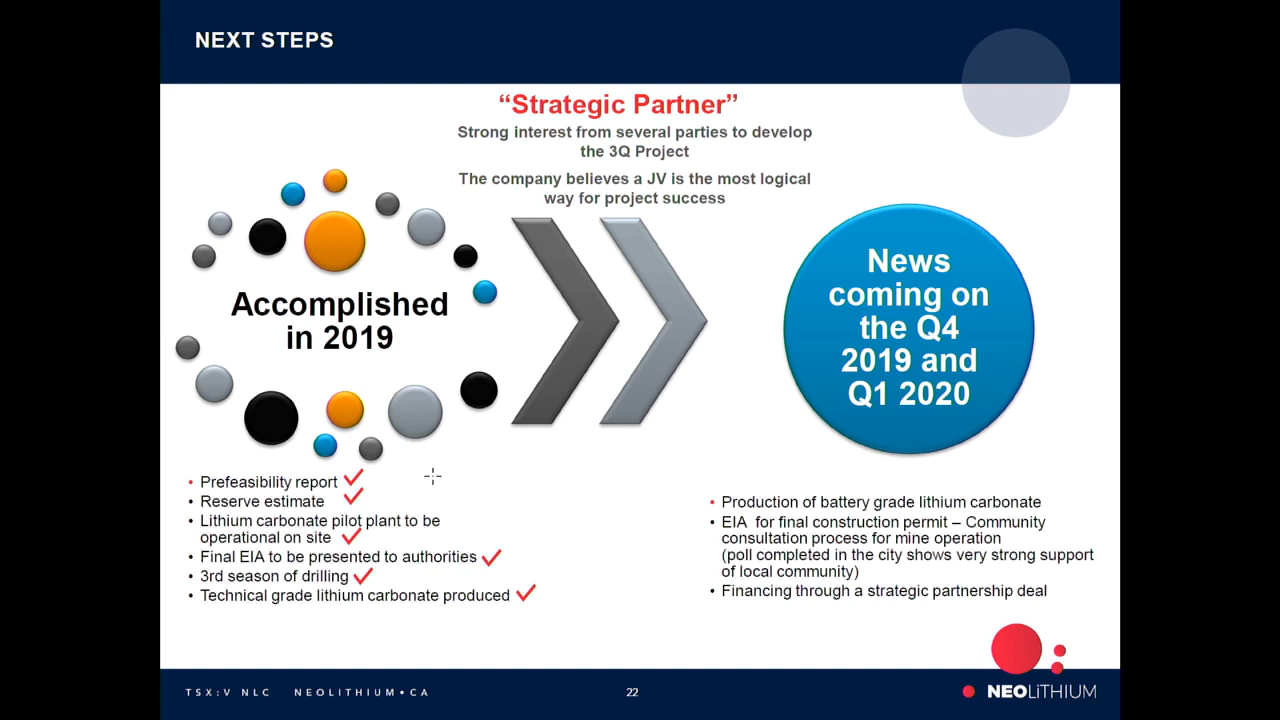 NEXT STEPS
“Strategic Partner”
Strong interest from several parties to develop
the 3Q Project
The company believes a JV is the most logical
way for project success
Accomplished
in 2019
News
coming on
the Q4
2019 and
Q1 2020
• Prefeasibility report
• Reserve estimate
• Lithium carbonate pilot plant to be
operational on site
• Final EIA to be presented to authorities
• 3rd season of drilling
• Technical grade lithium carbonate produced
• Production of battery grade lithium carbonate
• EIA for final construction permit – Community
consultation process for mine operation
(poll completed in the city shows very strong support
of local community)
• Financing through a strategic partnership deal
TSX:V NLC NEOLITHIUM•CA
22
NEOLiTHIUM